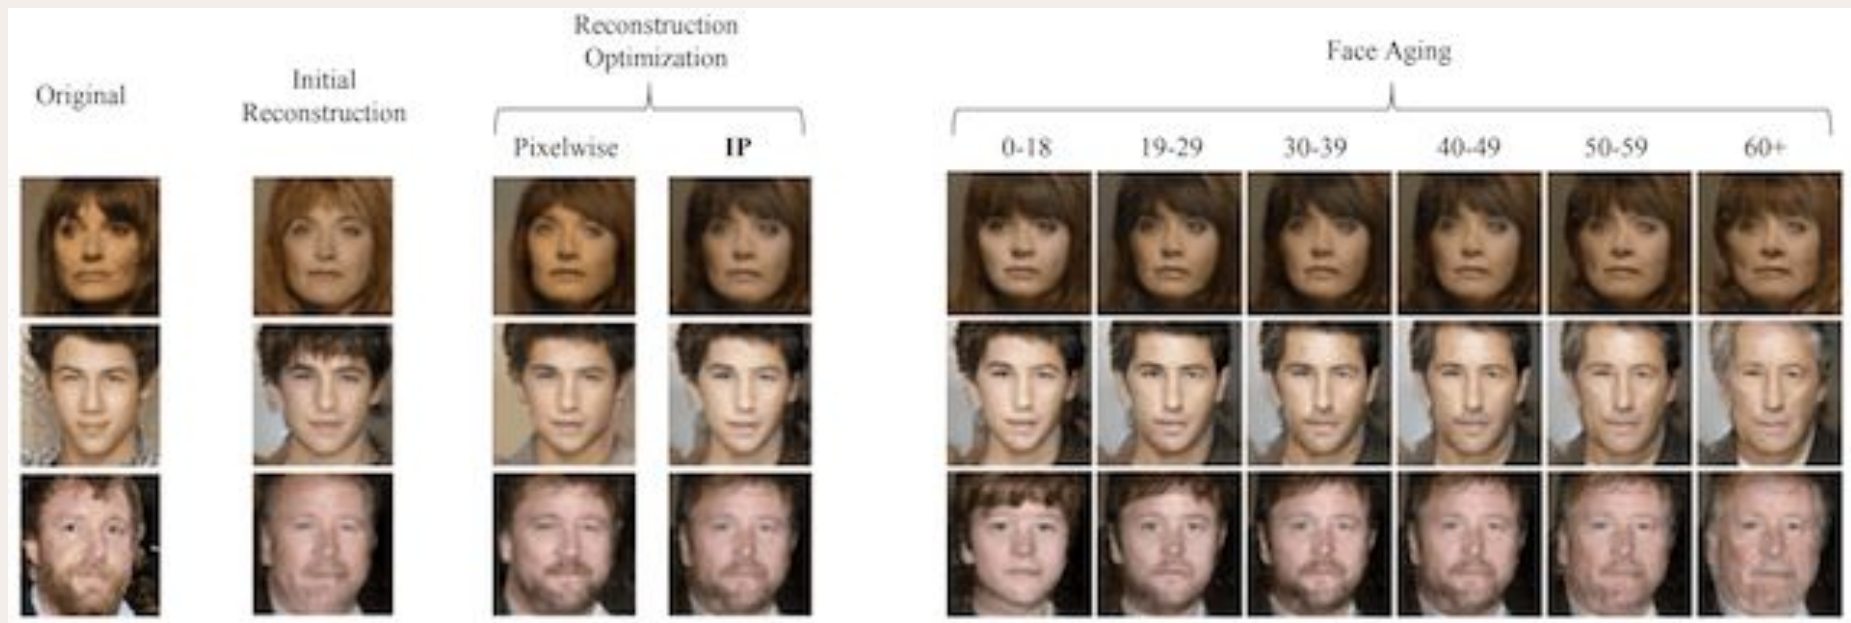 Original
Initial
Reconstruction
Reconstruction
Optimization
Pixelwise IP
Face Aging
0-18 19-29 30-39 40-49 50-59 60+